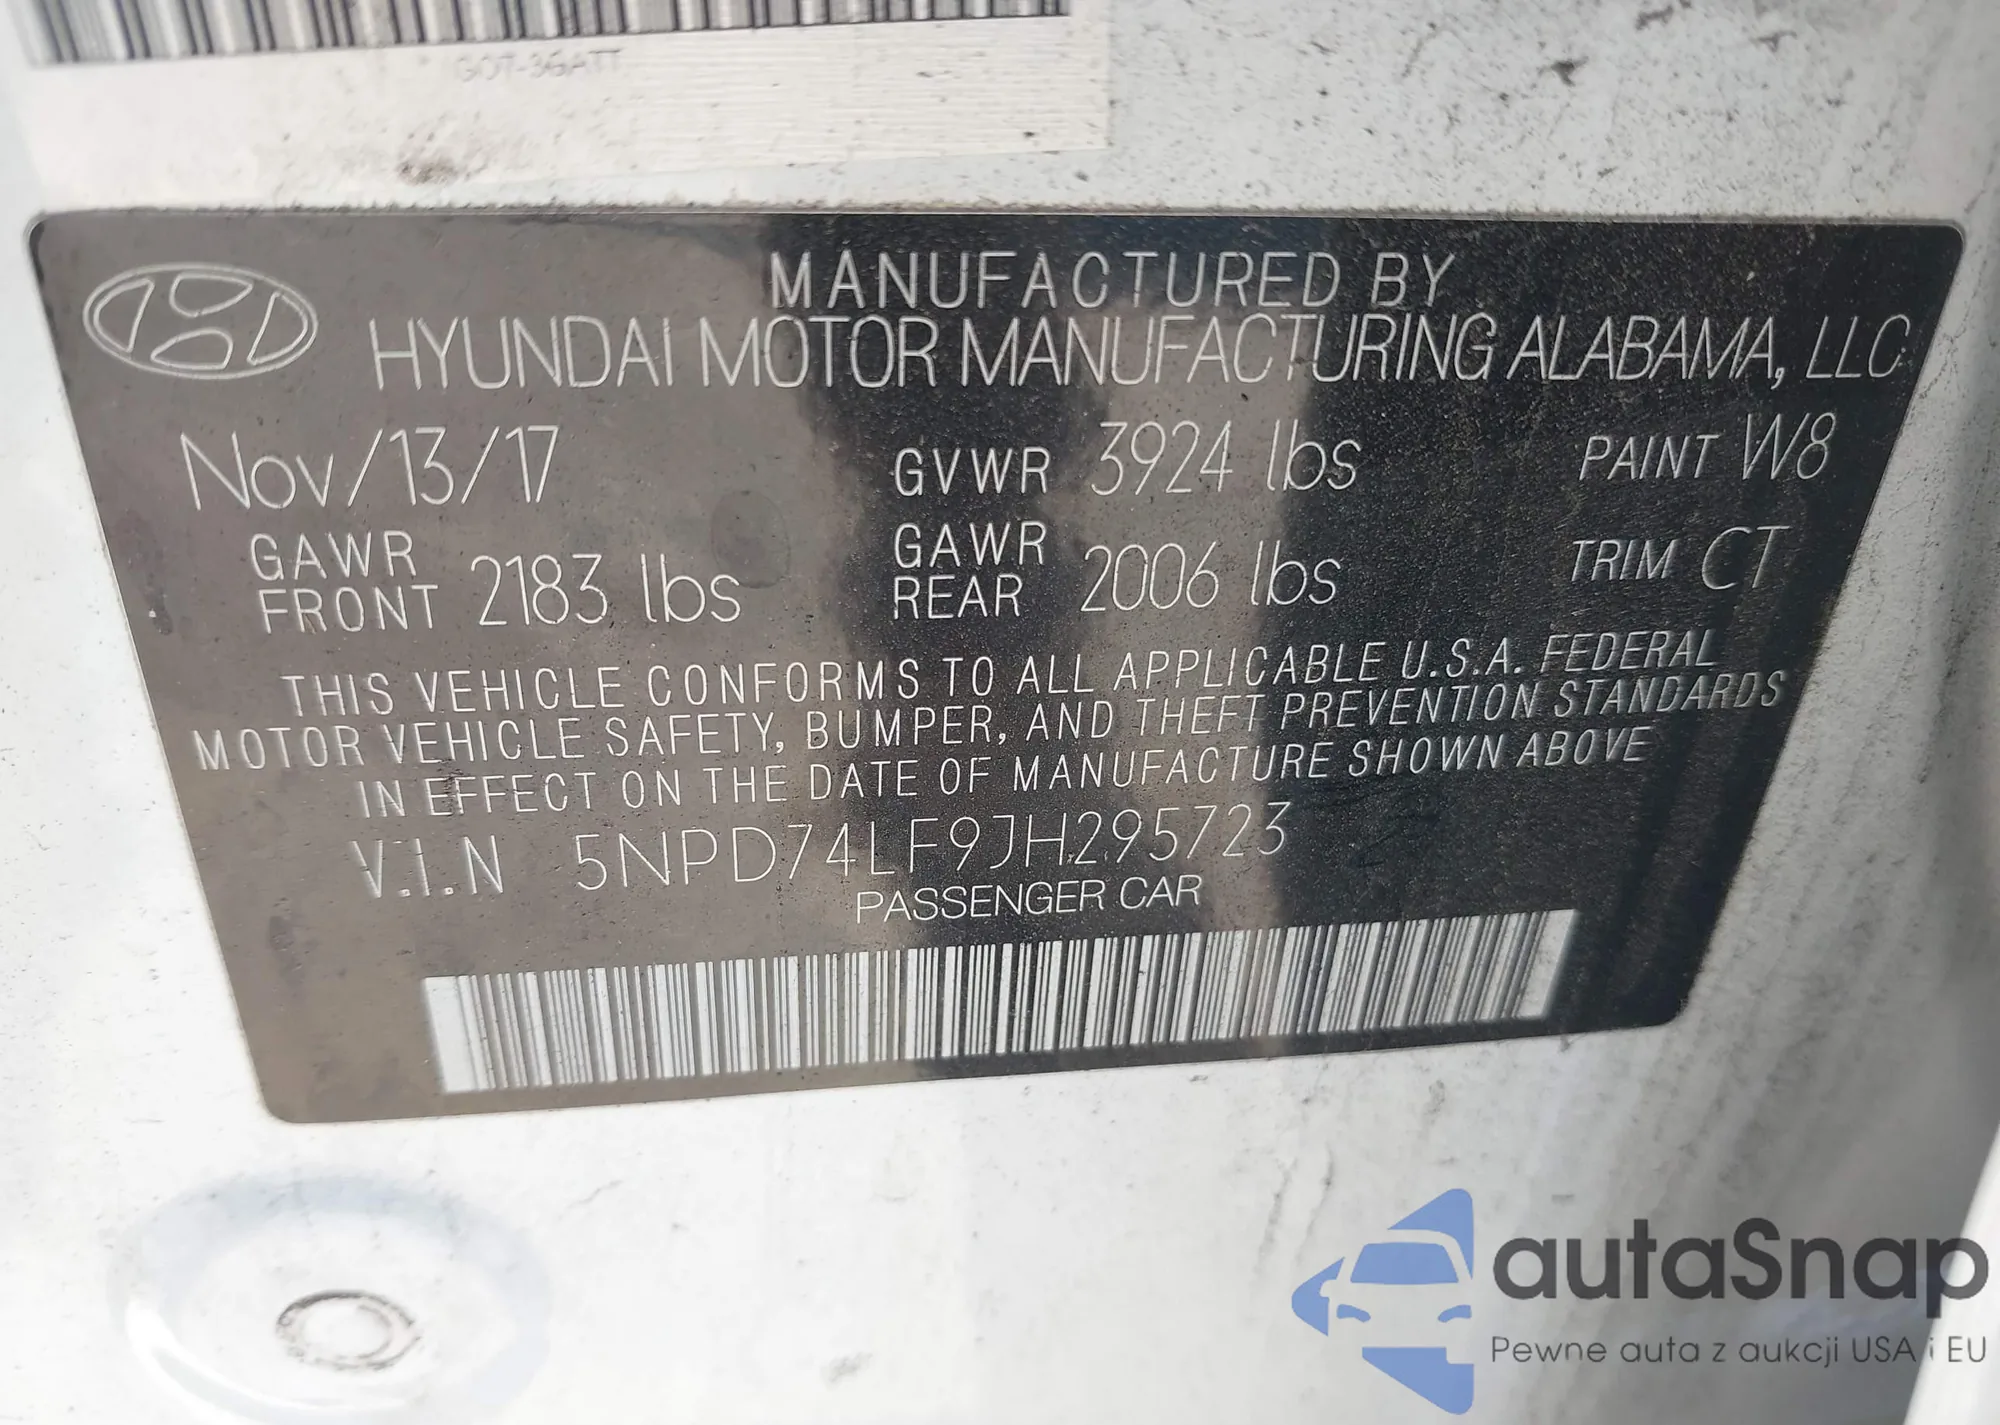 MANUFACTURED BY
HYUNDAI MOTOR MANUFACTURING ALABAMA, LLC
Nov/13/17 GVWR 3924 lbs PAINT W8
GAWR FRONT 2183 lbs GAWR REAR 2006 lbs TRIM CT
THIS VEHICLE CONFORMS TO ALL APPLICABLE U.S.A. FEDERAL
MOTOR VEHICLE SAFETY, BUMPER, AND THEFT PREVENTION STANDARDS
IN EFFECT ON THE DATE OF MANUFACTURE SHOWN ABOVE
V.I.N 5NPD74LF9JH295723
PASSENGER CAR
autaSnap
Pewne auta z aukcji USA i EU